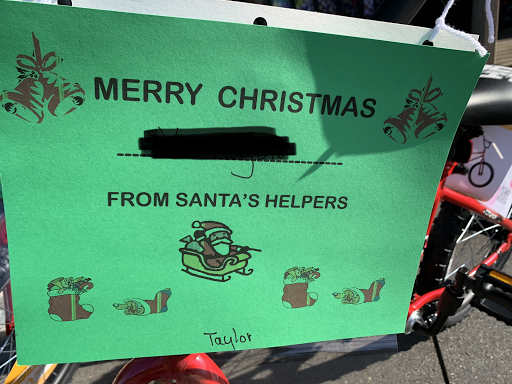 MERRY CHRISTMAS
FROM SANTA'S HELPERS
Taylor